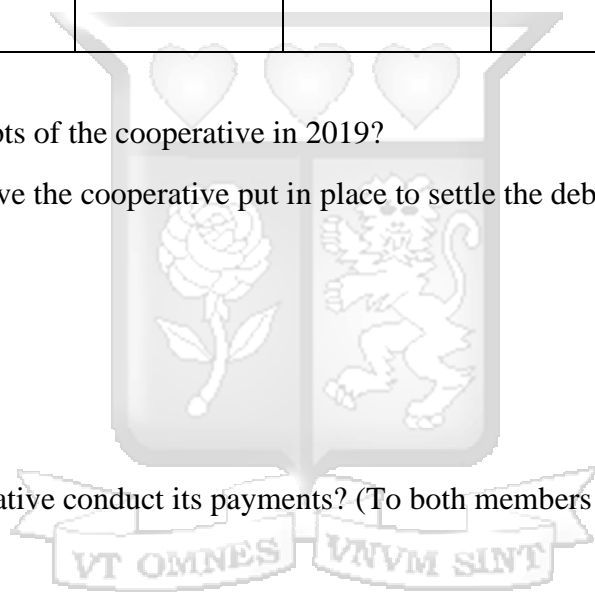 ots of the cooperative in 2019?
ve the cooperative put in place to settle the deb
ative conduct its payments? (To both members
VT OMNES VNVM SINT